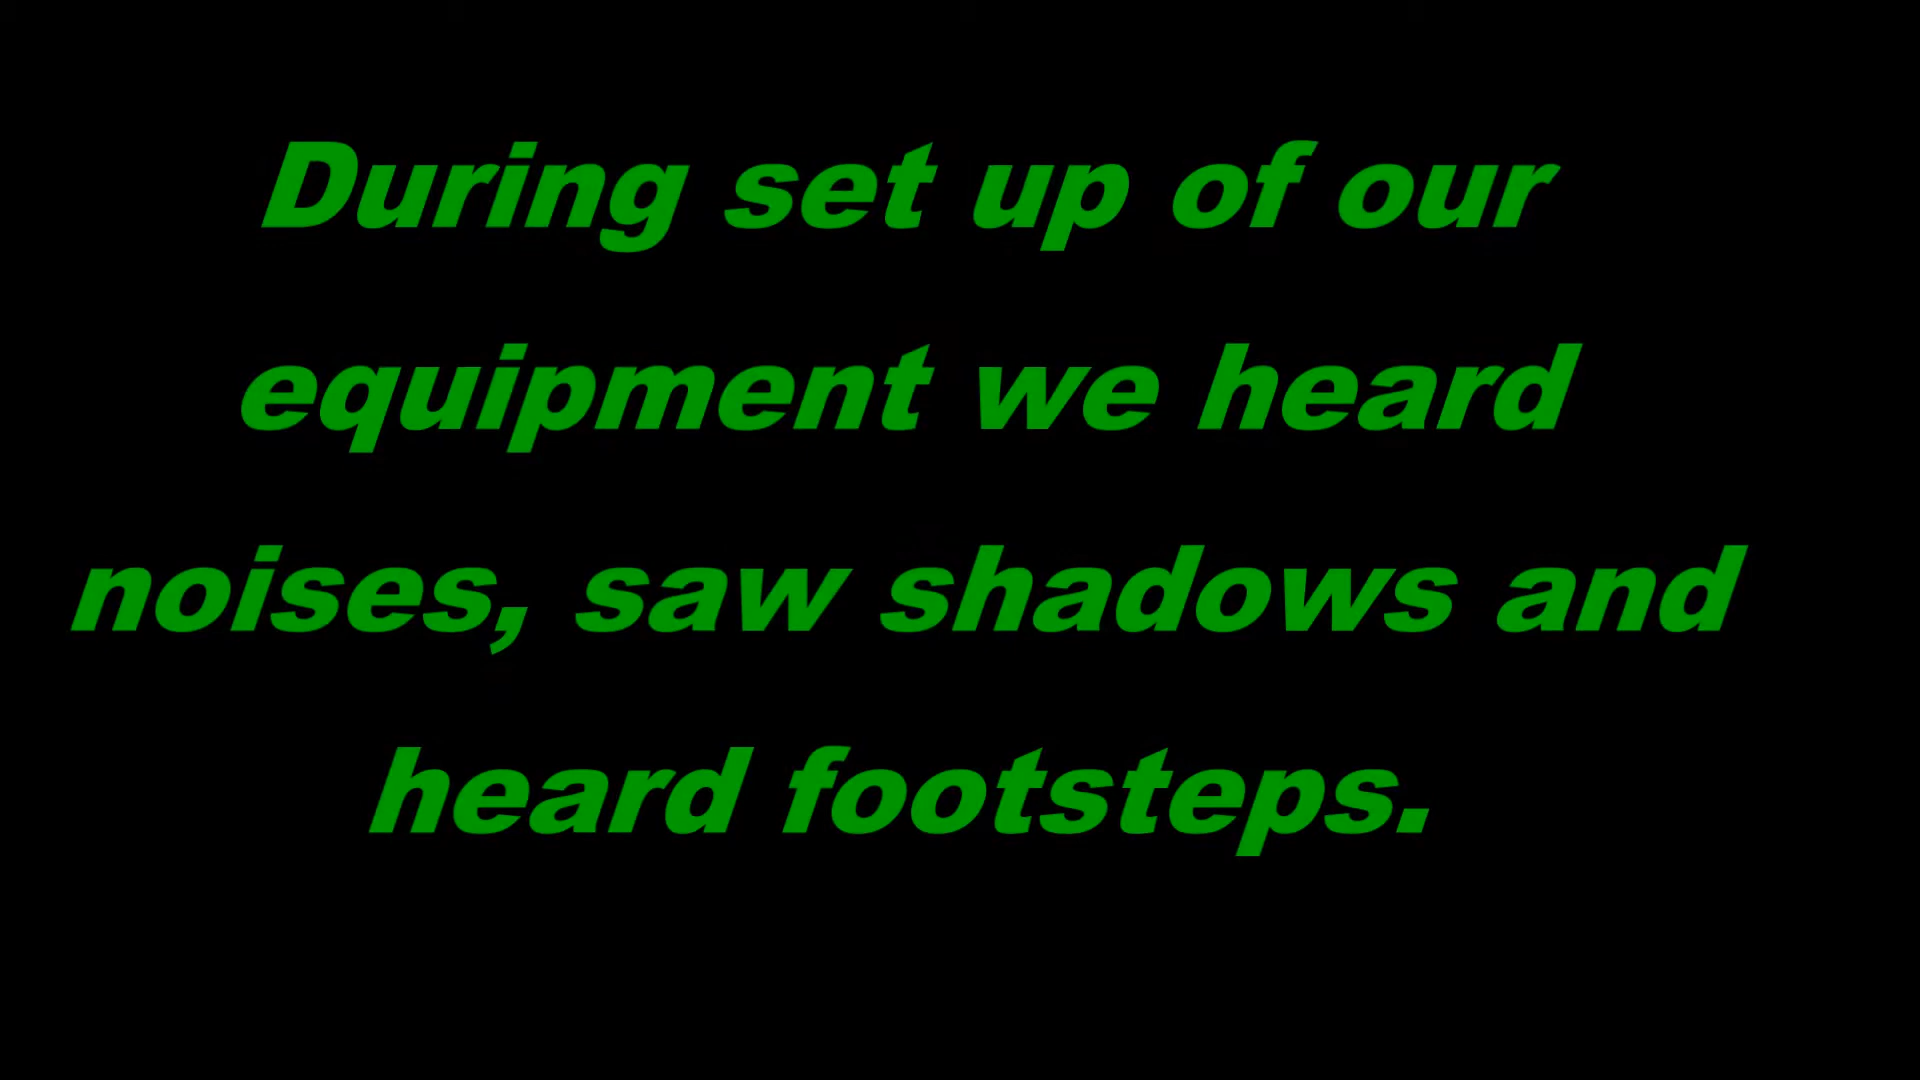 During set up of our
equipment we heard
noises, saw shadows and
heard footsteps.